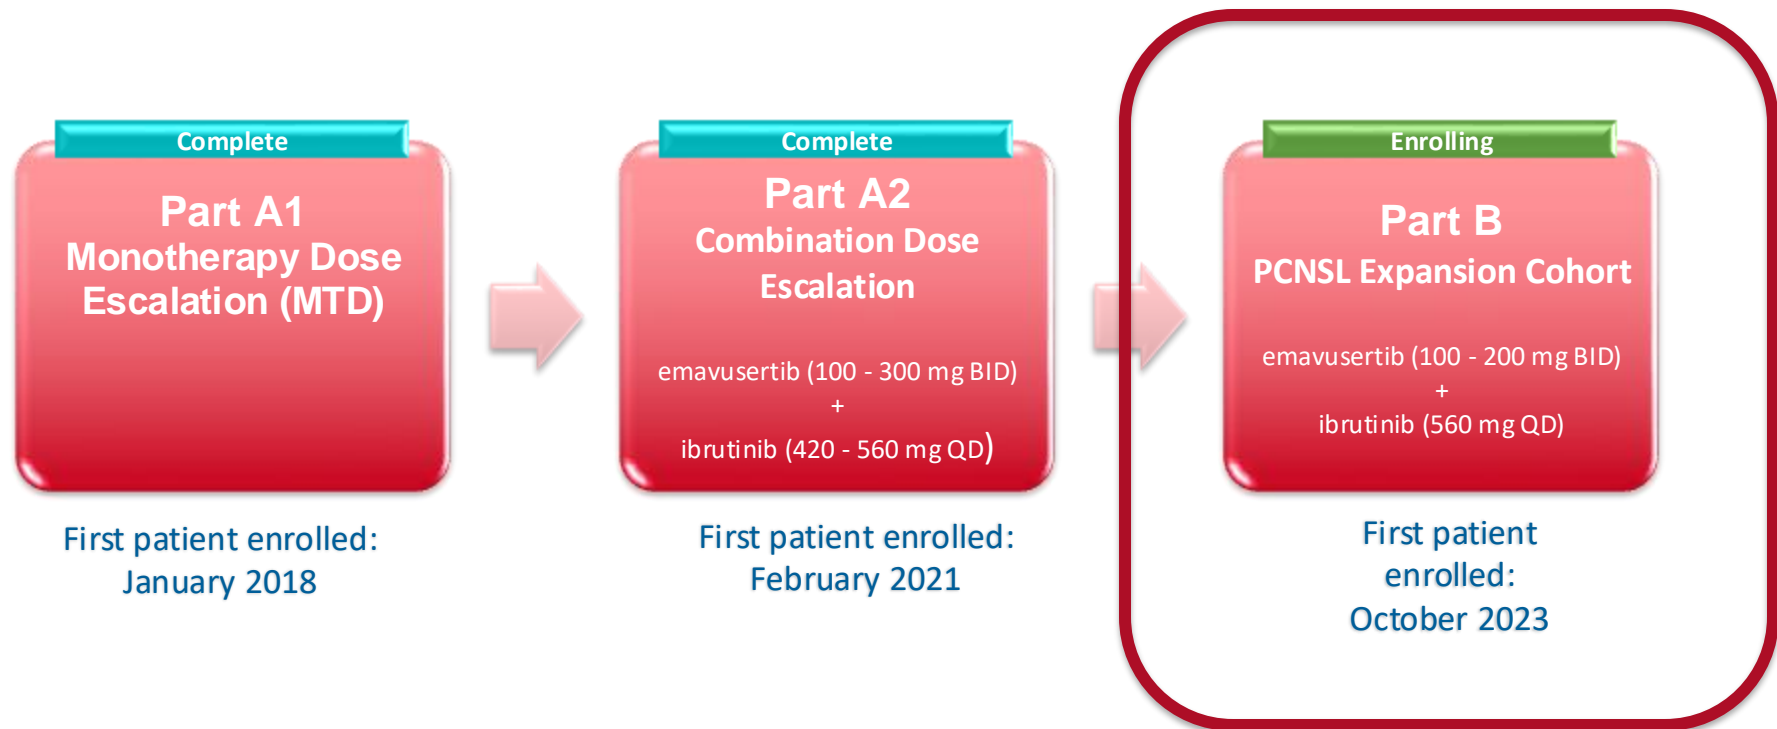 Complete
Part A1
Monotherapy Dose
Escalation (MTD)
First patient enrolled:
January 2018
Complete
Part A2
Combination Dose
Escalation
emavusertib (100 - 300 mg BID)
+
ibrutinib (420 - 560 mg QD)
First patient enrolled:
February 2021
Enrolling
Part B
PCNSL Expansion Cohort
emavusertib (100 - 200 mg BID)
+
ibrutinib (560 mg QD)
First patient
enrolled:
October 2023